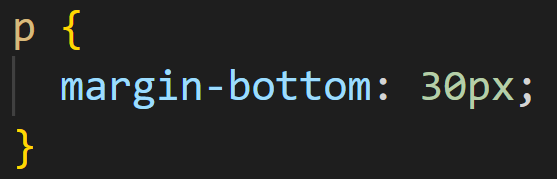 p {
  margin-bottom: 30px;
}